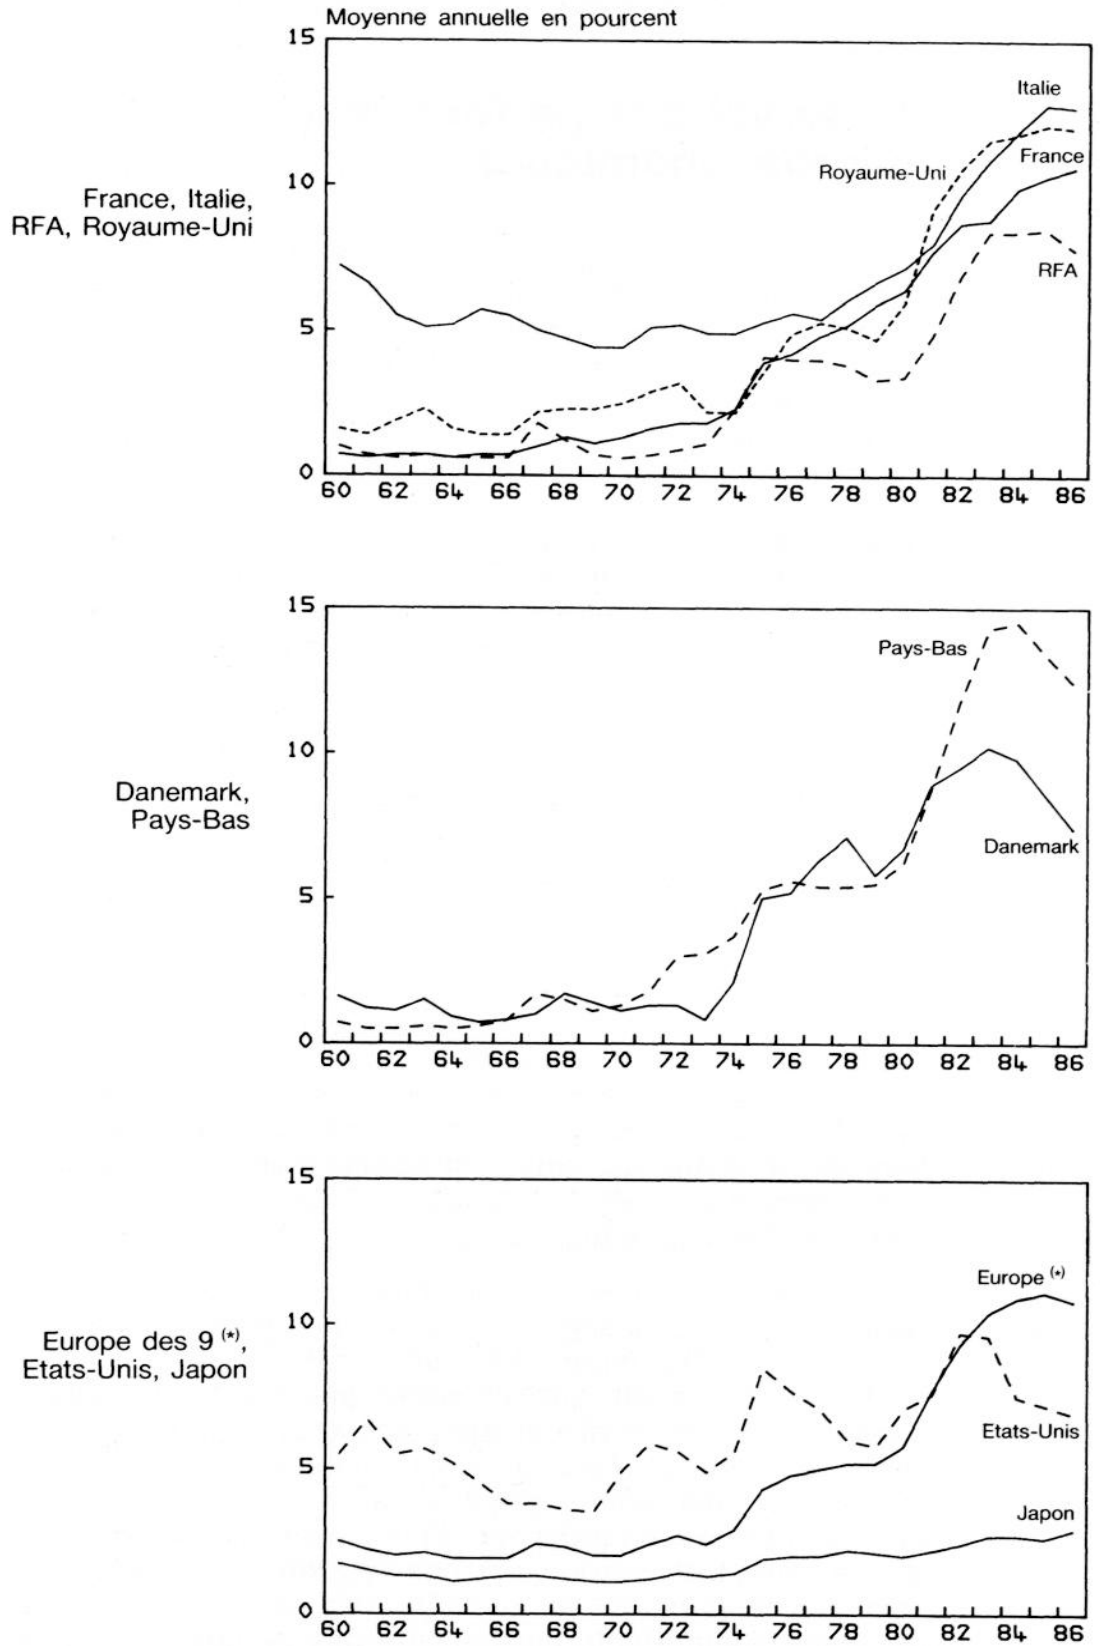 Moyenne annuelle en pourcent
15
Italie
France
Royaume-Uni
10
France, Italie,
RFA, Royaume-Uni
RFA
5
0
60 62 64 66 68 70 72 74 76 78 80 82 84 86
15
Pays-Bas
10
Danemark,
Pays-Bas
Danemark
5
0
60 62 64 66 68 70 72 74 76 78 80 82 84 86
15
Europe (*)
10
Europe des 9 (*),
Etats-Unis, Japon
Etats-Unis
5
Japon
0
60 62 64 66 68 70 72 74 76 78 80 82 84 86